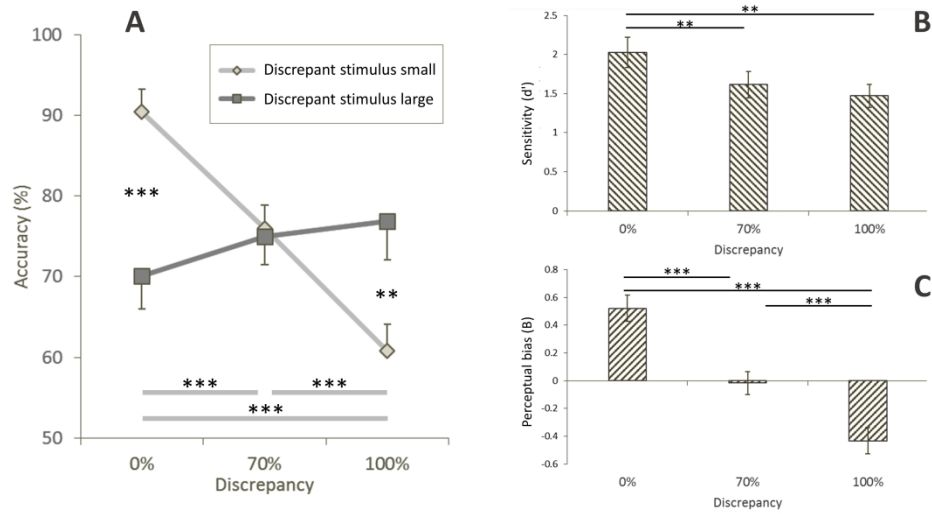 A
100
90
80
70
60
50
Accuracy (%)
Discrepant stimulus small
Discrepant stimulus large
***
**
*** ***
***
0% 70% 100%
Discrepancy
B
**
**
2.5
2
1.5
1
0.5
0
Sensitivity (d')
0% 70% 100%
Discrepancy
C
***
***
***
0.8
0.6
0.4
0.2
0
-0.2
-0.4
-0.6
Perceptual bias (B)
0% 70% 100%
Discrepancy